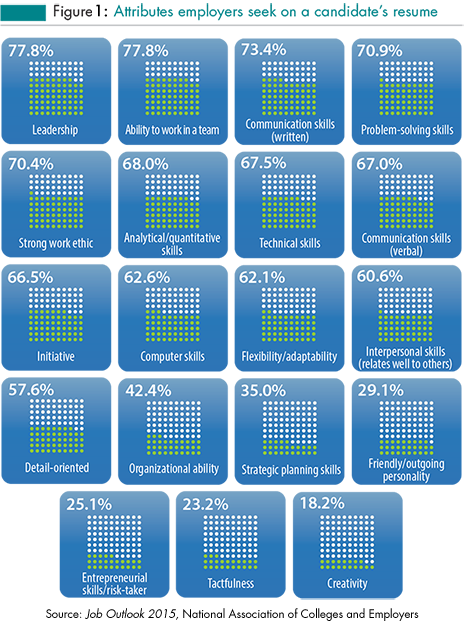 Figure 1: Attributes employers seek on a candidate's resume
77.8%
Leadership
77.8%
Ability to work in a team
73.4%
Communication skills
(written)
70.9%
Problem-solving skills
70.4%
Strong work ethic
68.0%
Analytical/quantitative
skills
67.5%
Technical skills
67.0%
Communication skills
(verbal)
66.5%
Initiative
62.6%
Computer skills
62.1%
Flexibility/adaptability
60.6%
Interpersonal skills
(relates well to others)
57.6%
Detail-oriented
42.4%
Organizational ability
35.0%
Strategic planning skills
29.1%
Friendly/outgoing
personality
25.1%
Entrepreneurial
skills/risk-taker
23.2%
Tactfulness
18.2%
Creativity
Source: Job Outlook 2015, National Association of Colleges and Employers